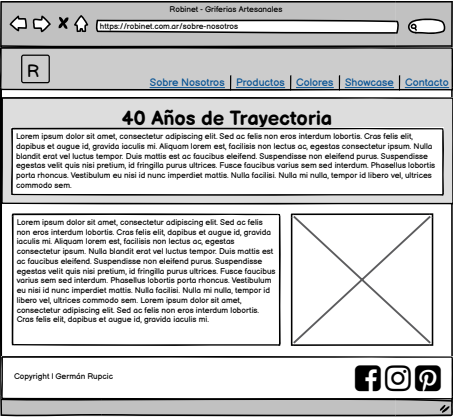 Robinet - Griferias Artesanales
https://robinet.com.ar/sobre-nosotros
R
Sobre Nosotros | Productos | Colores | Showcase | Contacto
40 Años de Trayectoria
Lorem ipsum dolor sit amet, consectetur adipiscing elit. Sed ac felis non eros interdum lobortis. Cras felis elit,
dapibus et augue id, gravida iaculis mi. Aliquam lorem est, facilisis non lectus ac, egestas consectetur ipsum. Nulla
blandit erat vel luctus tempor. Duis mattis est ac faucibus eleifend. Suspendisse non eleifend purus. Suspendisse
egestas velit quis nisi pretium, id fringilla purus ultrices. Fusce faucibus varius sem sed interdum. Phasellus lobortis
porta rhoncus. Vestibulum eu nisi id nunc imperdiet mattis. Nulla facilisi. Nulla mi nulla, tempor id libero vel, ultrices
commodo sem.
Lorem ipsum dolor sit amet, consectetur adipiscing elit. Sed ac felis
non eros interdum lobortis. Cras felis elit, dapibus et augue id, gravida
iaculis mi. Aliquam lorem est, facilisis non lectus ac, egestas
consectetur ipsum. Nulla blandit erat vel luctus tempor. Duis mattis est
ac faucibus eleifend. Suspendisse non eleifend purus. Suspendisse
egestas velit quis nisi pretium, id fringilla purus ultrices. Fusce faucibus
varius sem sed interdum. Phasellus lobortis porta rhoncus. Vestibulum
eu nisi id nunc imperdiet mattis. Nulla facilisi. Nulla mi nulla, tempor id
libero vel, ultrices commodo sem. Lorem ipsum dolor sit amet,
consectetur adipiscing elit. Sed ac felis non eros interdum lobortis.
Cras felis elit, dapibus et augue id, gravida iaculis mi.
Copyright | Germán Rupcic